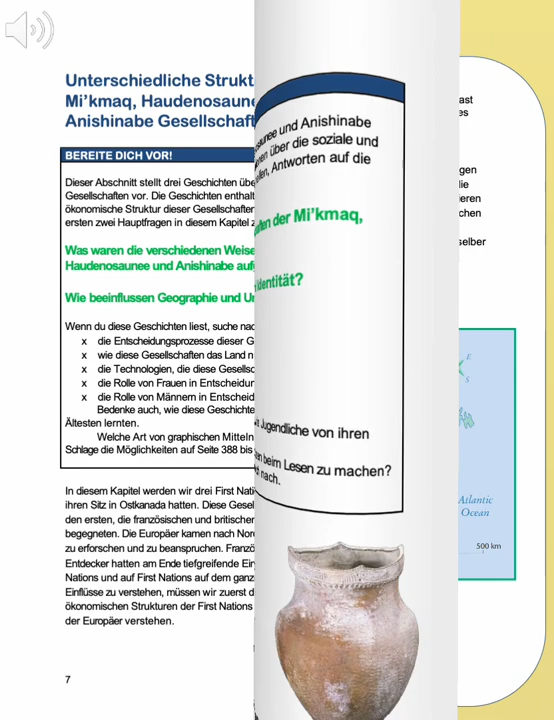 Unterschiedliche Strukt
Mi'kmaq, Haudenosaun
Anishinabe Gesellschaf
BEREITE DICH VOR!
Dieser Abschnitt stellt drei Geschichten übe
Gesellschaften vor. Die Geschichten enthal
ökonomische Struktur dieser Gesellschaften
ersten zwei Hauptfragen in diesem Kapitel z
Was waren die verschiedenen Weise
Haudenosaunee und Anishinabe auf
Wie beeinflussen Geographie und U
Wenn du diese Geschichten liest, suche nac
x die Entscheidungsprozesse dieser G
x wie diese Gesellschaften das Land n
x die Technologien, die diese Gesellsc
x die Rolle von Frauen in Entscheidun
x die Rolle von Männern in Entscheid
Bedenke auch, wie diese Geschichte
Ältesten lernten.
Welche Art von graphischen Mitteln
Schlage die Möglichkeiten auf Seite 388 bis
In diesem Kapitel werden wir drei First Nati
ihren Sitz in Ostkanada hatten. Diese Gesel
den ersten, die französischen und britischer
begegneten. Die Europäer kamen nach Nor
zu erforschen und zu beanspruchen. Franzö
Entdecker hatten am Ende tiefgreifende Ein
Nations und auf First Nations auf dem ganz
Einflüsse zu verstehen, müssen wir zuerst d
ökonomischen Strukturen der First Nations
der Europäer verstehen.
7
saunee und Anishinabe
nen über die soziale und
ellen, Antworten auf die
aften der Mi'kmaq,
Identität?
Jugendliche von ihren
beim Lesen zu machen?
nach.
ast
es
gen
lie
eren
chen
selber
E
S
Atlantic
Ocean
500 km